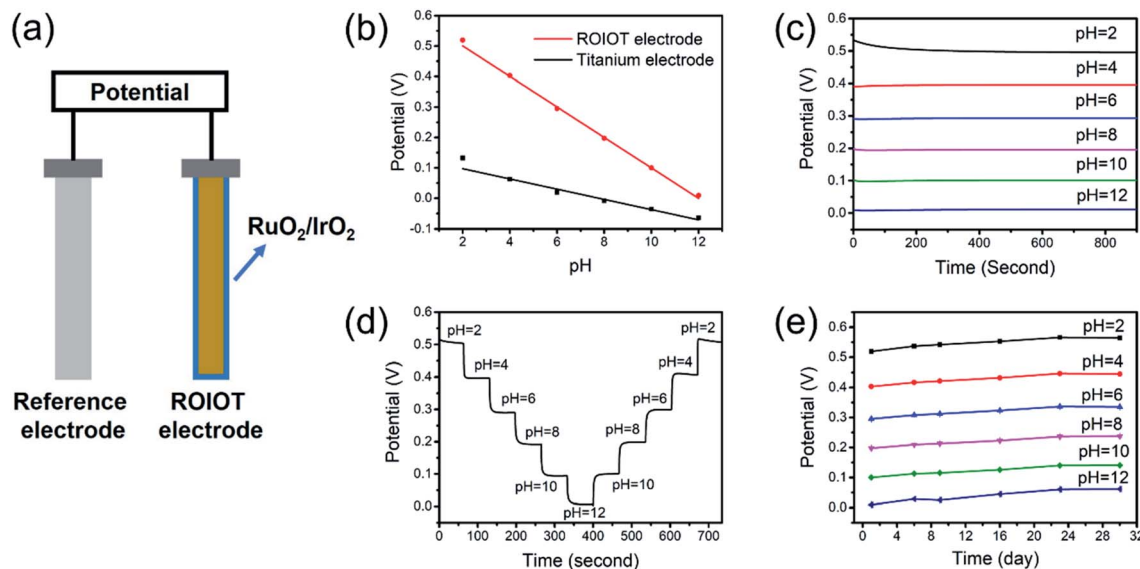 (a)
Potential
RuO₂/IrO₂
Reference
electrode
ROIOT
electrode
(b)
ROIOT electrode
Titanium electrode
Potential (V)
0.6
0.5
0.4
0.3
0.2
0.1
0.0
-0.1
2 4 6 8 10 12
pH
(c)
Potential (V)
0.6
0.5
0.4
0.3
0.2
0.1
0.0
pH=2
pH=4
pH=6
pH=8
pH=10
pH=12
0 200 400 600 800
Time (Second)
(d)
Potential (V)
0.6
0.5
0.4
0.3
0.2
0.1
0.0
pH=2 pH=2
pH=4 pH=4
pH=6 pH=6
pH=8 pH=8
pH=10 pH=10
pH=12
0 100 200 300 400 500 600 700
Time (second)
(e)
Potential (V)
0.6
0.5
0.4
0.3
0.2
0.1
0.0
pH=2
pH=4
pH=6
pH=8
pH=10
pH=12
0 4 8 12 16 20 24 28 32
Time (day)